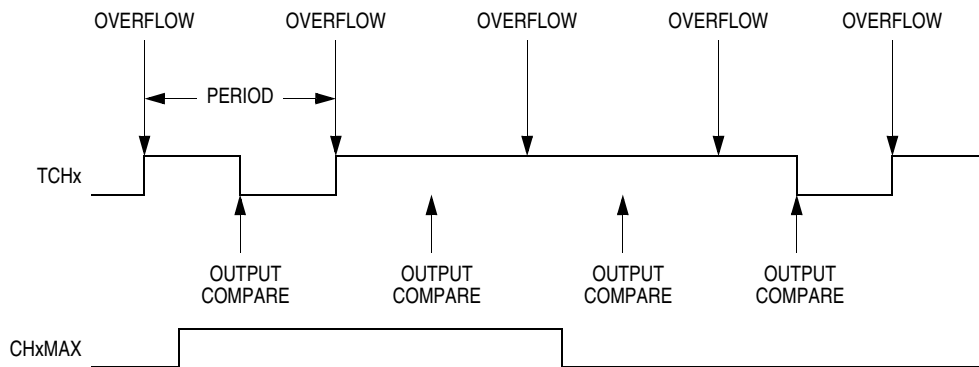 OVERFLOW OVERFLOW OVERFLOW OVERFLOW OVERFLOW
PERIOD
TCHx
OUTPUT COMPARE
OUTPUT COMPARE
OUTPUT COMPARE
OUTPUT COMPARE
CHxMAX